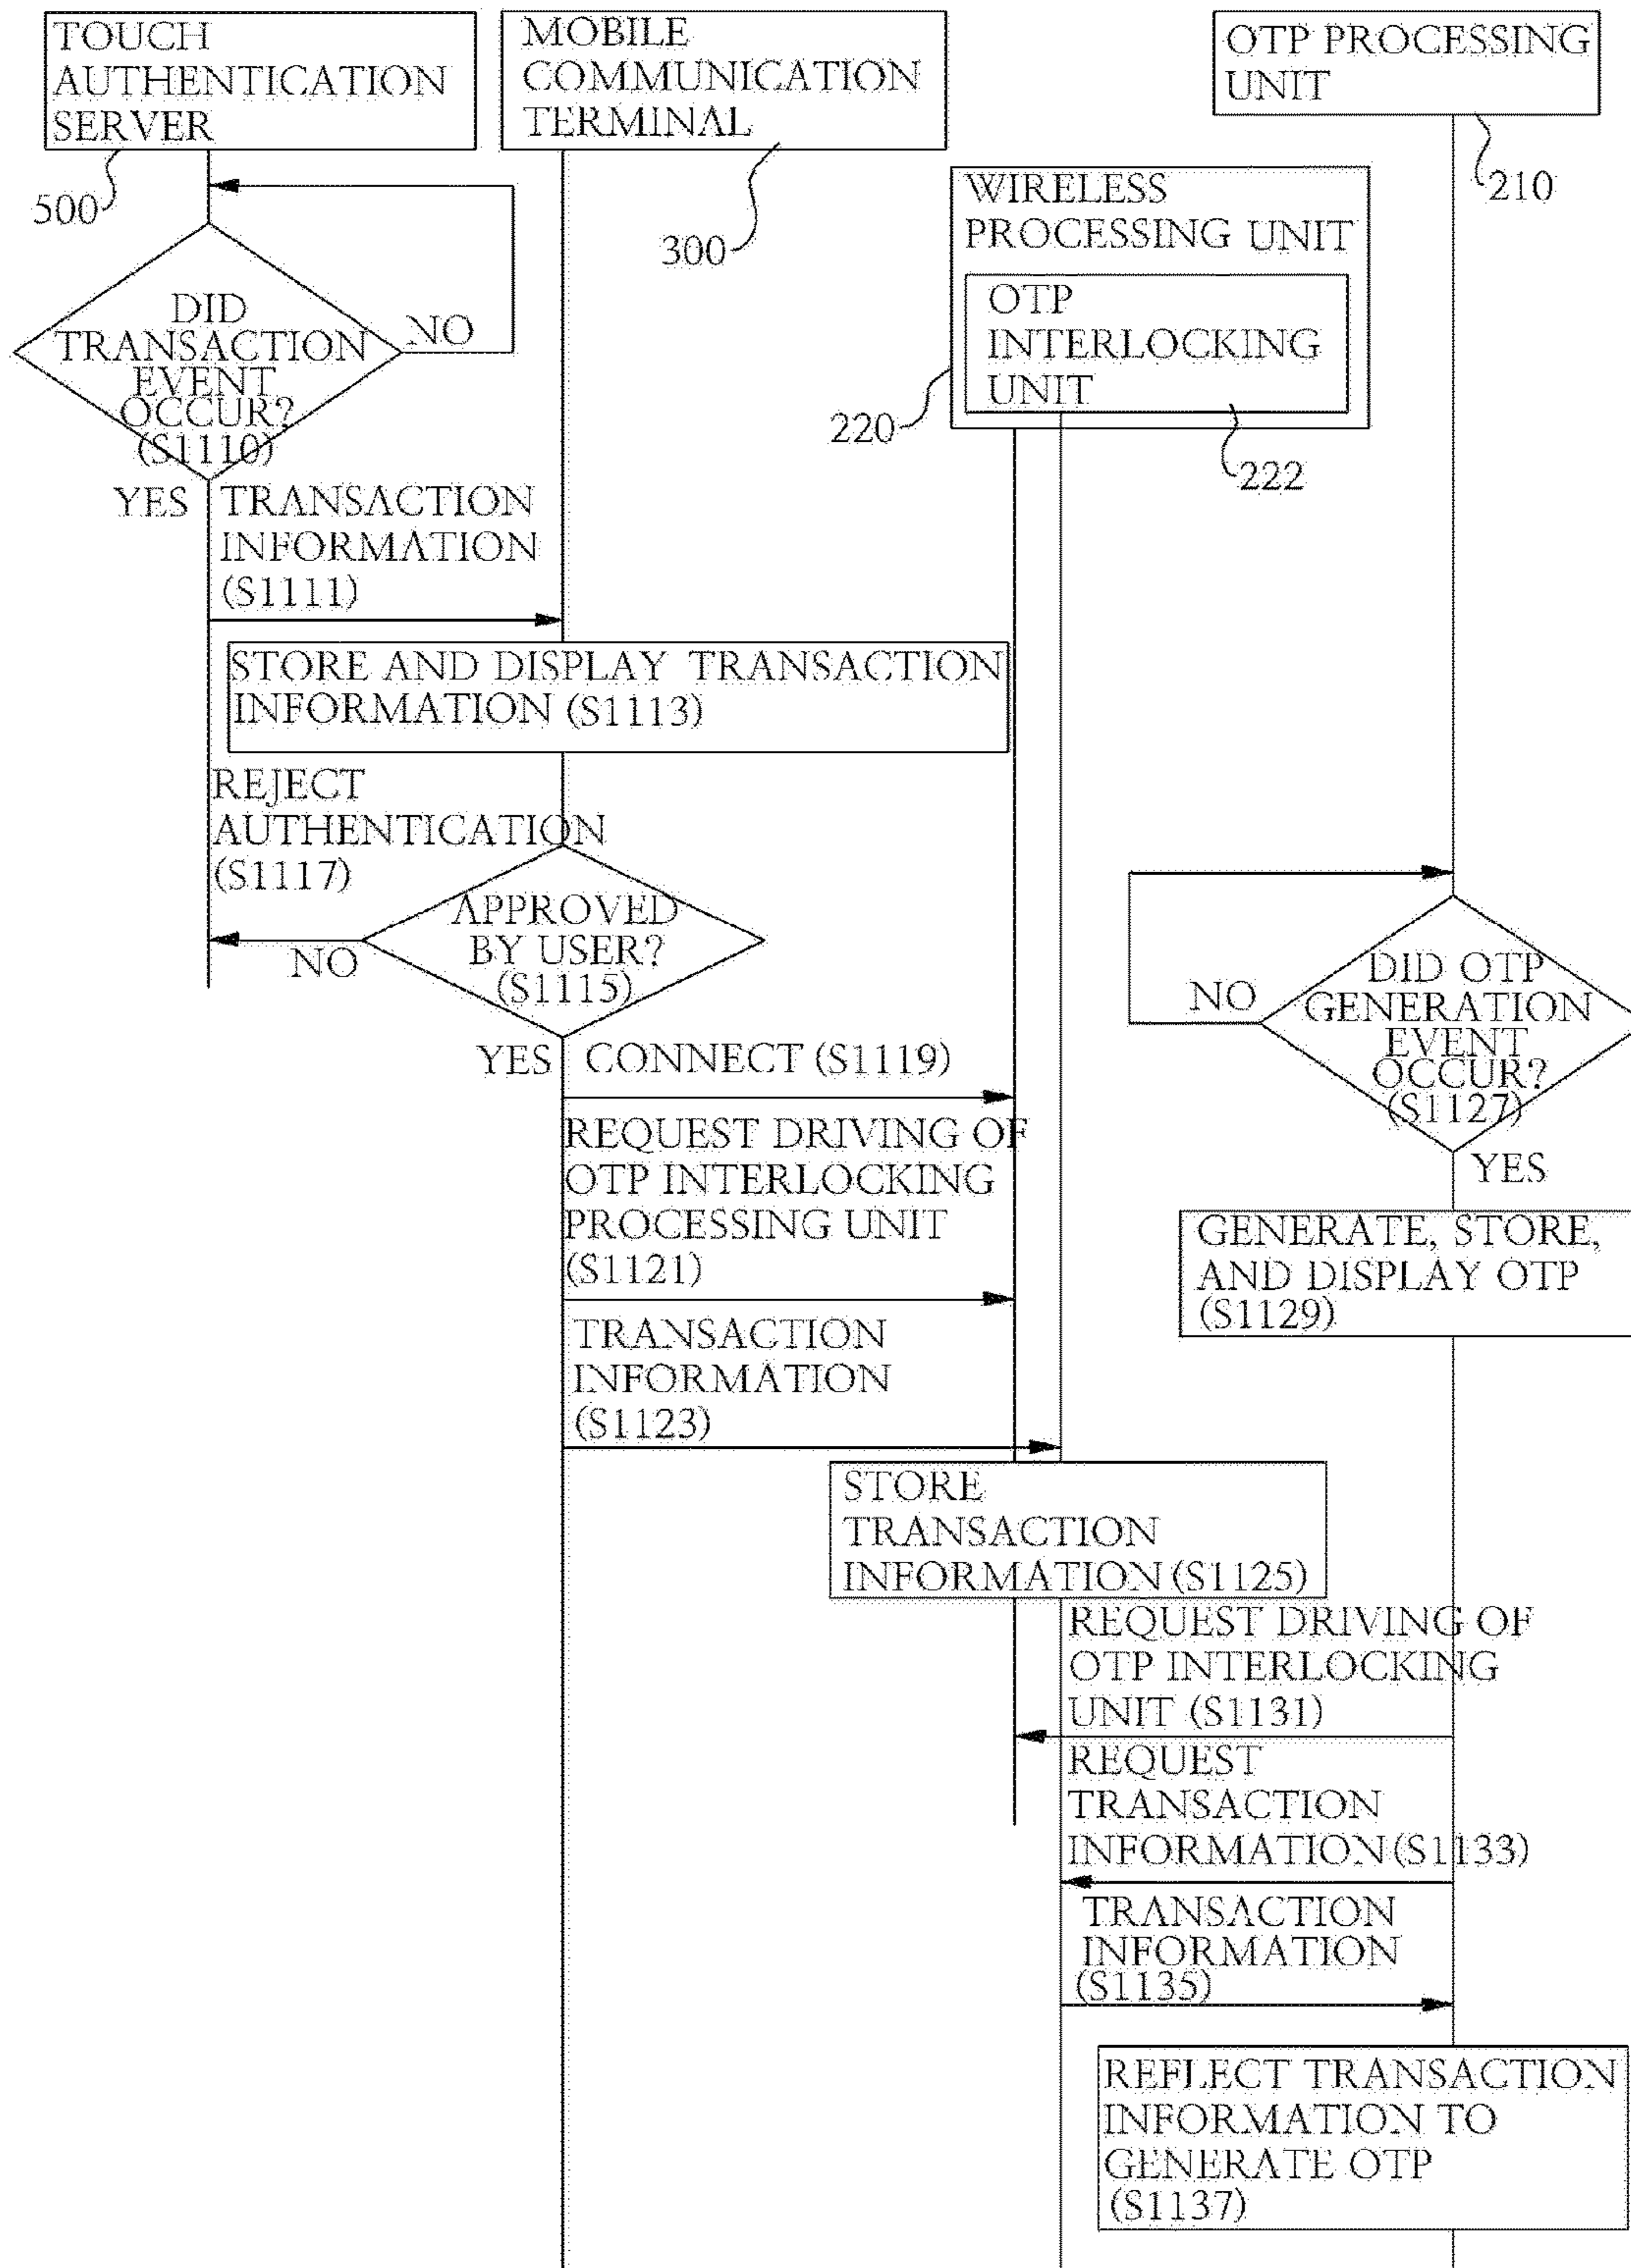 TOUCH
AUTHENTICATION
SERVER
MOBILE
COMMUNICATION
TERMINAL
OTP PROCESSING
UNIT
500
300
210
WIRELESS
PROCESSING UNIT
OTP
INTERLOCKING
UNIT
220
222
DID
TRANSACTION
EVENT
OCCUR?
(S1110)
NO
YES
TRANSACTION
INFORMATION
(S1111)
STORE AND DISPLAY TRANSACTION
INFORMATION (S1113)
REJECT
AUTHENTICATION
(S1117)
APPROVED
BY USER?
(S1115)
NO
YES
CONNECT (S1119)
DID OTP
GENERATION
EVENT
OCCUR?
(S1127)
NO
YES
REQUEST DRIVING OF
OTP INTERLOCKING
PROCESSING UNIT
(S1121)
GENERATE, STORE,
AND DISPLAY OTP
(S1129)
TRANSACTION
INFORMATION
(S1123)
STORE
TRANSACTION
INFORMATION (S1125)
REQUEST DRIVING OF
OTP INTERLOCKING
UNIT (S1131)
REQUEST
TRANSACTION
INFORMATION (S1133)
TRANSACTION
INFORMATION
(S1135)
REFLECT TRANSACTION
INFORMATION TO
GENERATE OTP
(S1137)